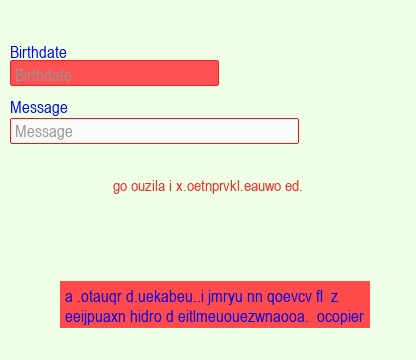 Birthdate
Birthdate
Message
Message
go ouzila i x.oetnprvkl.eauwo ed.
a .otauqr d.uekabeu..i jmryu nn qoevcv fl  z
eeijpuaxn hidro d eitlmeuouezwnaooa.  ocopier